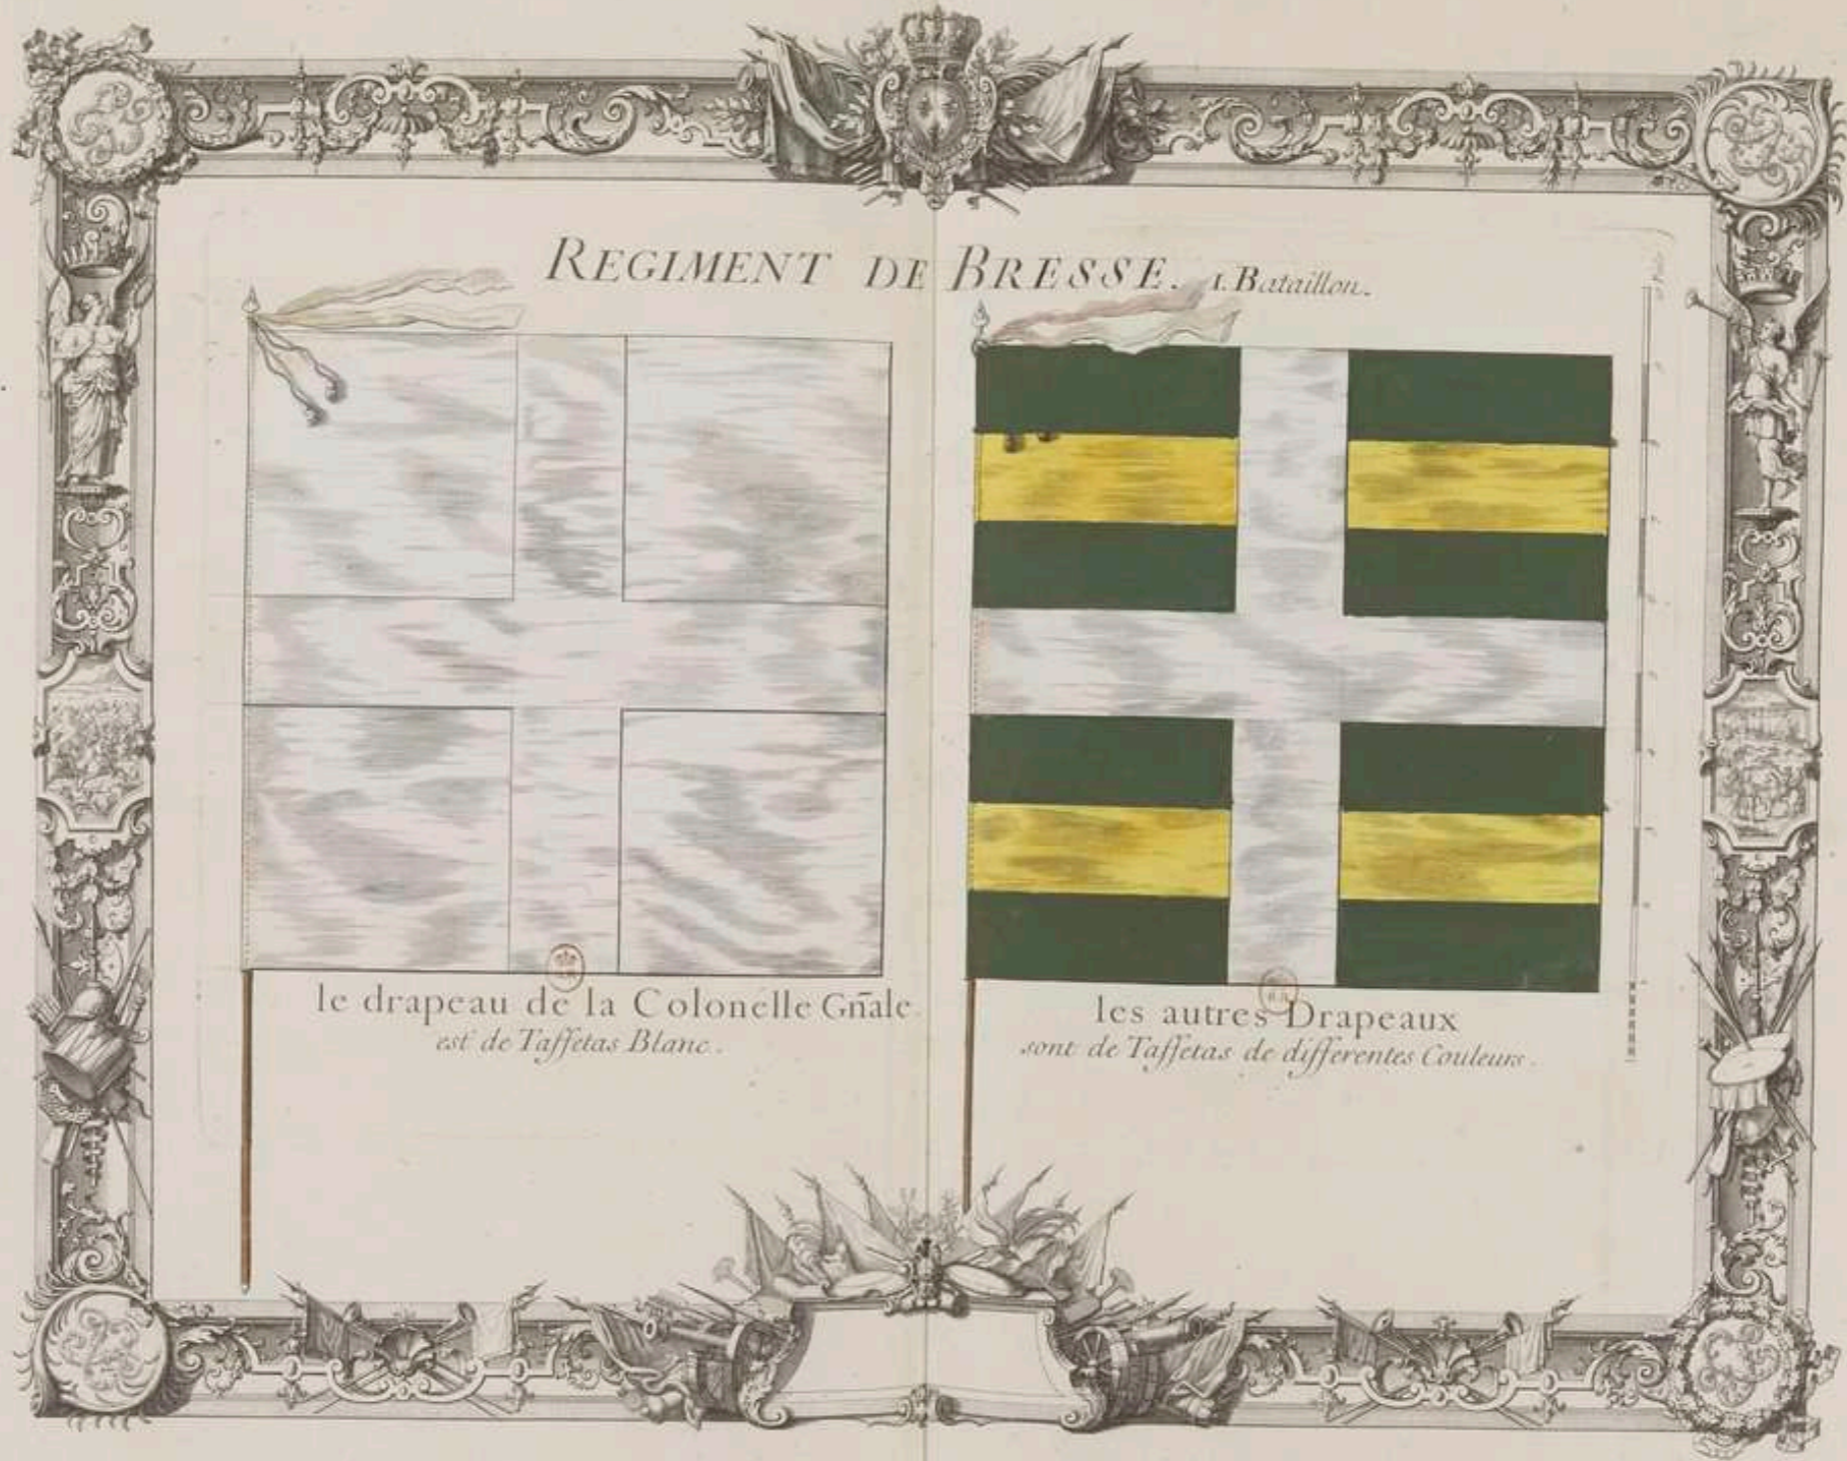 REGIMENT DE BRESSE. 1. Bataillon.
le drapeau de la Colonelle Gñale.
est de Taffetas Blanc.
les autres Drapeaux
sont de Taffetas de differentes Couleurs.